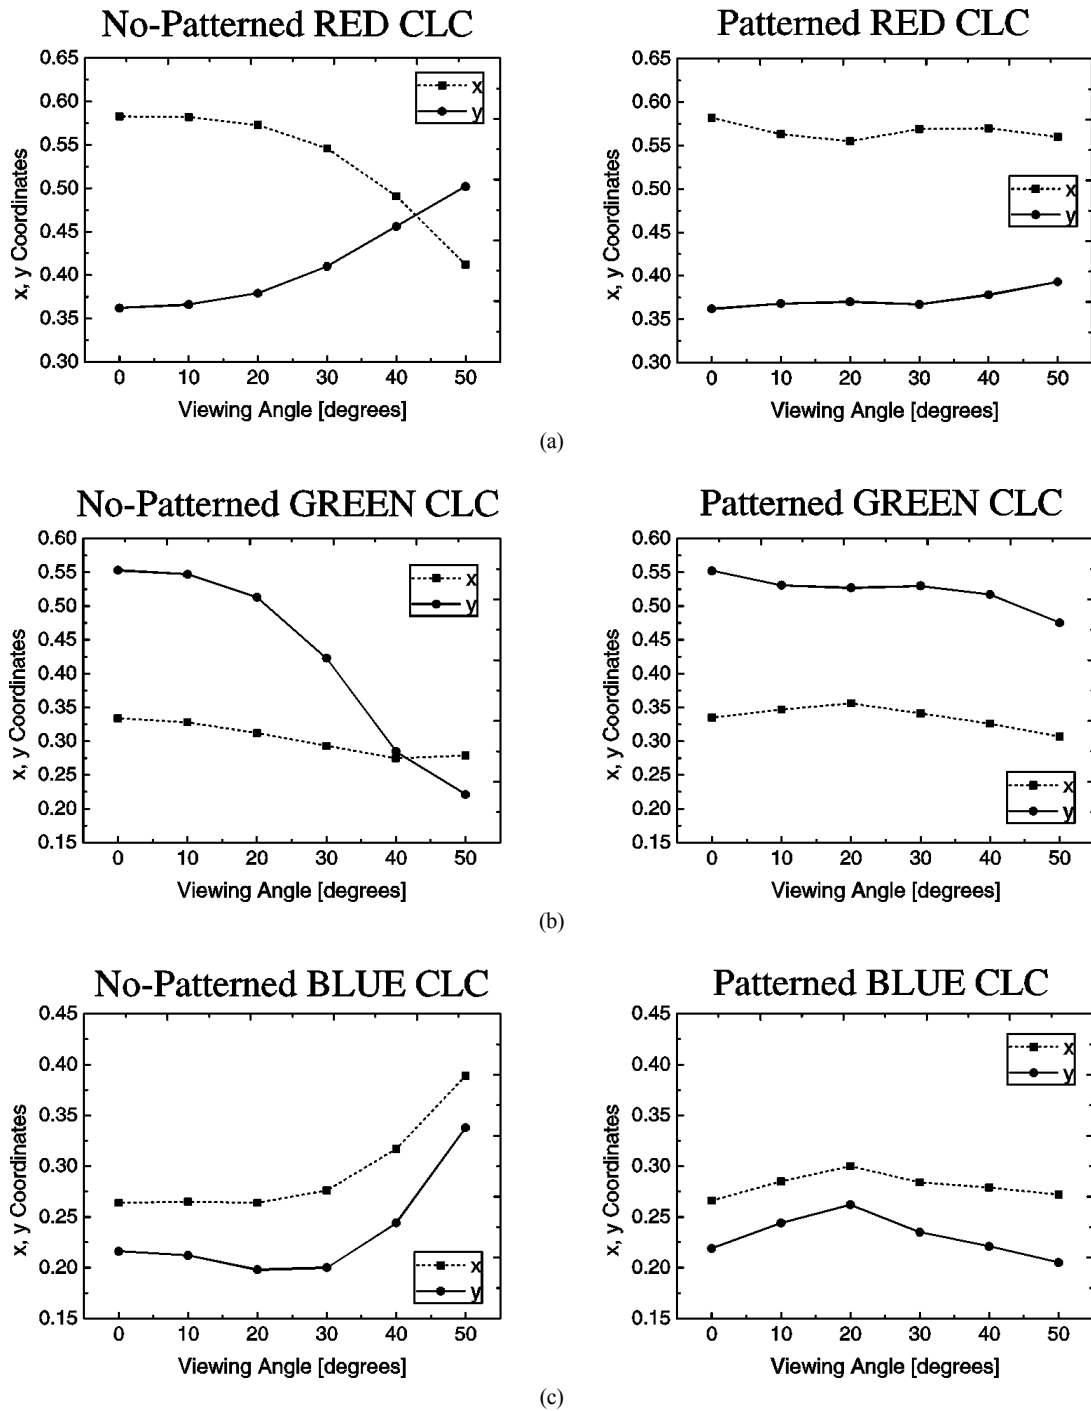 No-Patterned RED CLC
0.65
0.60
0.55
0.50
0.45
0.40
0.35
0.30
x, y Coordinates
x
y
0 10 20 30 40 50
Viewing Angle [degrees]
Patterned RED CLC
0.65
0.60
0.55
0.50
0.45
0.40
0.35
0.30
x, y Coordinates
x
y
0 10 20 30 40 50
Viewing Angle [degrees]
(a)
No-Patterned GREEN CLC
0.60
0.55
0.50
0.45
0.40
0.35
0.30
0.25
0.20
0.15
x, y Coordinates
x
y
0 10 20 30 40 50
Viewing Angle [degrees]
Patterned GREEN CLC
0.60
0.55
0.50
0.45
0.40
0.35
0.30
0.25
0.20
0.15
x, y Coordinates
x
y
0 10 20 30 40 50
Viewing Angle [degrees]
(b)
No-Patterned BLUE CLC
0.45
0.40
0.35
0.30
0.25
0.20
0.15
x, y Coordinates
x
y
0 10 20 30 40 50
Viewing Angle [degrees]
Patterned BLUE CLC
0.45
0.40
0.35
0.30
0.25
0.20
0.15
x, y Coordinates
x
y
0 10 20 30 40 50
Viewing Angle [degrees]
(c)